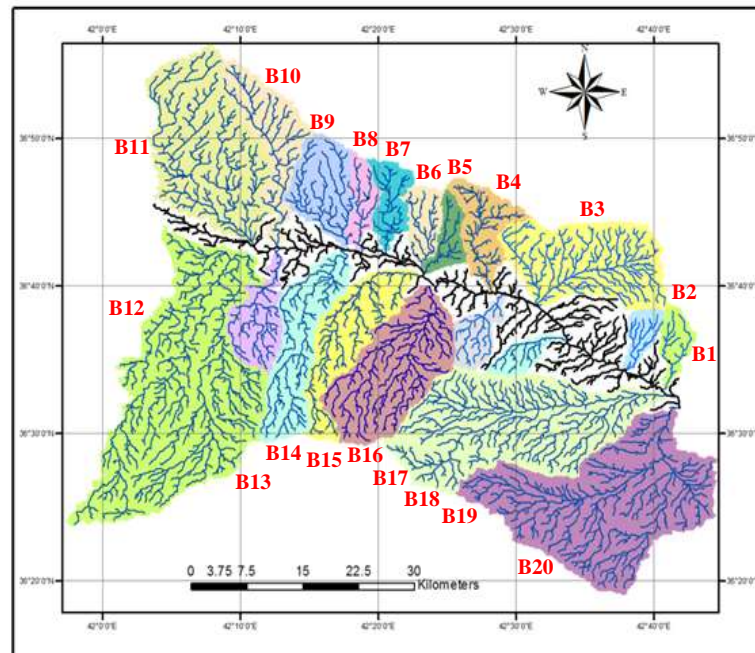 42°0'0"E 42°10'0"E 42°20'0"E 42°30'0"E 42°40'0"E
N
W E
S
36°50'0"N
36°40'0"N
36°30'0"N
36°20'0"N
B10
B9
B8
B7
B6
B5
B4
B3
B11
B2
B12
B1
B14
B15
B16
B13
B17
B18
B19
B20
0 3.75 7.5 15 22.5 30
Kilometers
36°50'0"N
36°40'0"N
36°30'0"N
36°20'0"N
42°0'0"E 42°10'0"E 42°20'0"E 42°30'0"E 42°40'0"E